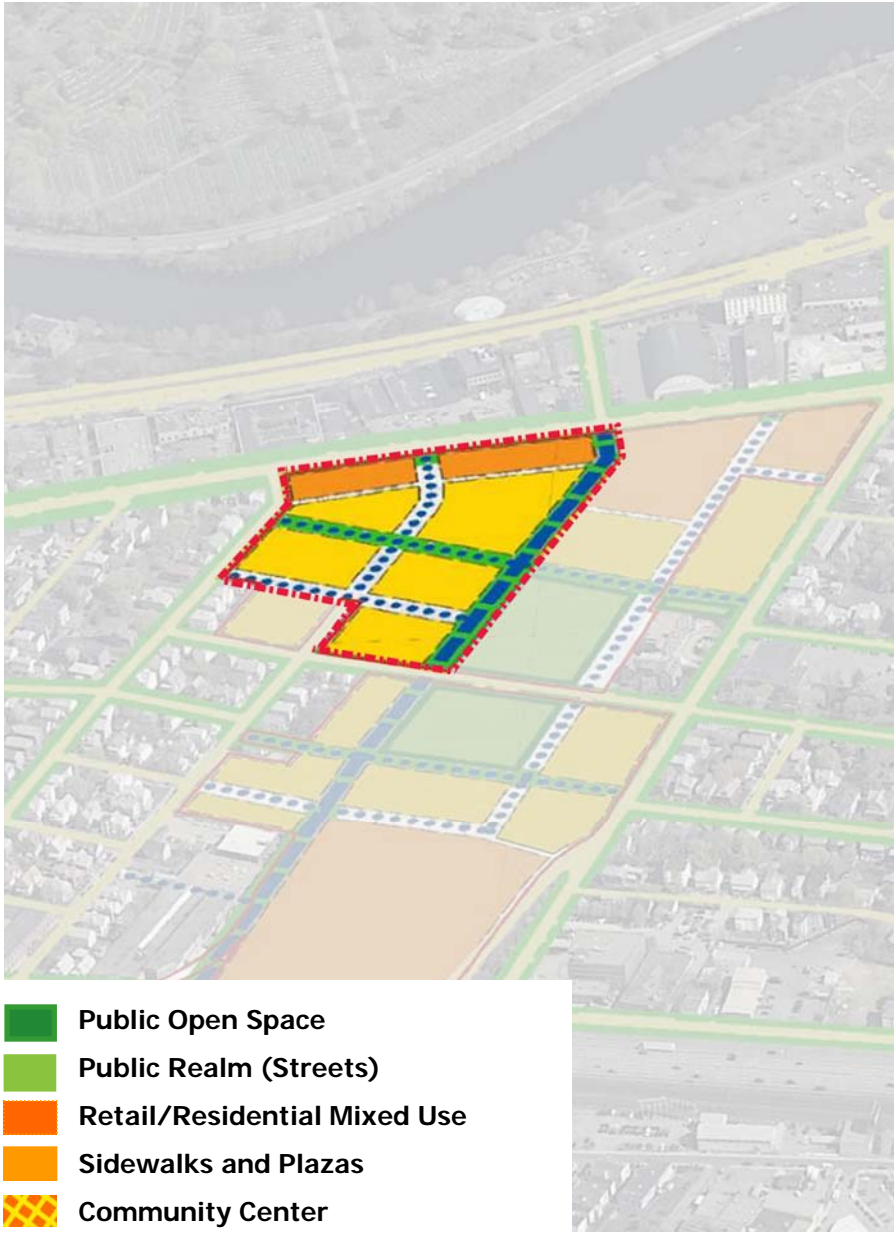 Public Open Space
Public Realm (Streets)
Retail/Residential Mixed Use
Sidewalks and Plazas
Community Center